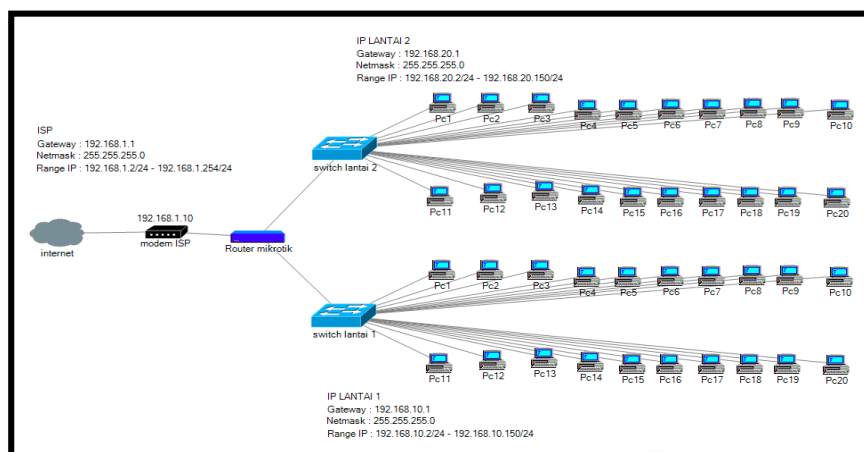 IP LANTAI 2
Gateway : 192.168.20.1
Netmask : 255.255.255.0
Range IP : 192.168.20.2/24 - 192.168.20.150/24
ISP
Gateway : 192.168.1.1
Netmask : 255.255.255.0
Range IP : 192.168.1.2/24 - 192.168.1.254/24
Pc1 Pc2 Pc3 Pc4 Pc5 Pc6 Pc7 Pc8 Pc9 Pc10
switch lantai 2
Pc11 Pc12 Pc13 Pc14 Pc15 Pc16 Pc17 Pc18 Pc19 Pc20
192.168.1.10
internet
modem ISP
Router mikrotik
Pc1 Pc2 Pc3 Pc4 Pc5 Pc6 Pc7 Pc8 Pc9 Pc10
switch lantai 1
Pc11 Pc12 Pc13 Pc14 Pc15 Pc16 Pc17 Pc18 Pc19 Pc20
IP LANTAI 1
Gateway : 192.168.10.1
Netmask : 255.255.255.0
Range IP : 192.168.10.2/24 - 192.168.10.150/24